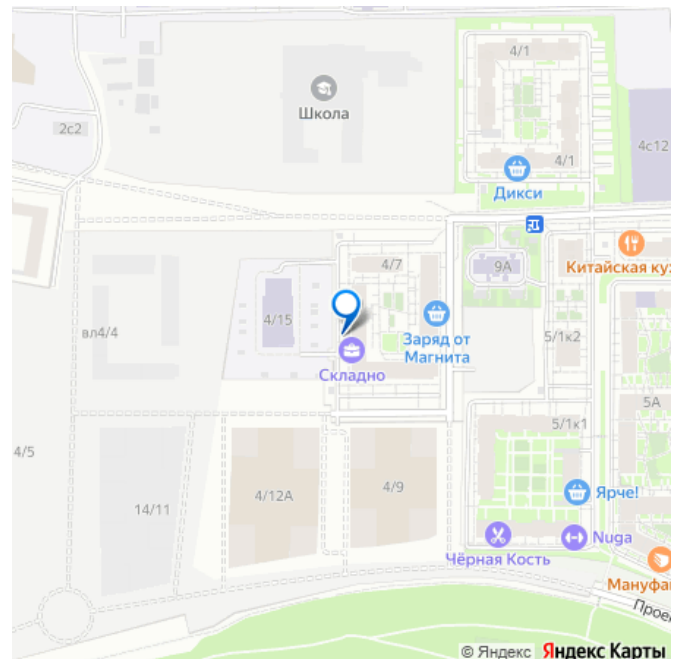 4/1
Школа
2с2
4с12
4/1
Дикси
9А
Китайская кух
4/7
4/15
вл4/4
Заряд от
Магнита
5/1к2
Складно
5А
5/1к1
4/5
4/12А
4/9
14/11
Ярче!
Nuga
Чёрная Кость
Мануфа
Прое
© Яндекс Яндекс Карты